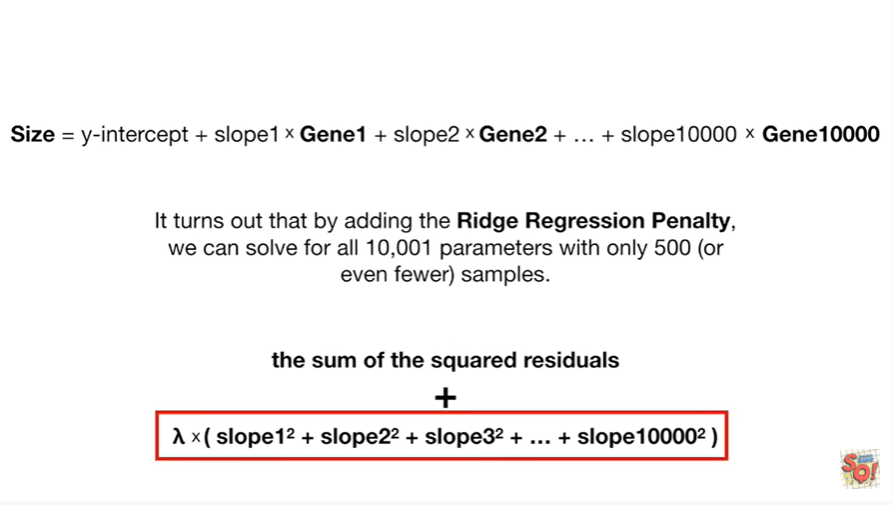 Size = y-intercept + slope1 × Gene1 + slope2 × Gene2 + … + slope10000 × Gene10000
It turns out that by adding the Ridge Regression Penalty,
we can solve for all 10,001 parameters with only 500 (or
even fewer) samples.
the sum of the squared residuals
+
λ ×( slope1² + slope2² + slope3² + … + slope10000² )
SQ!